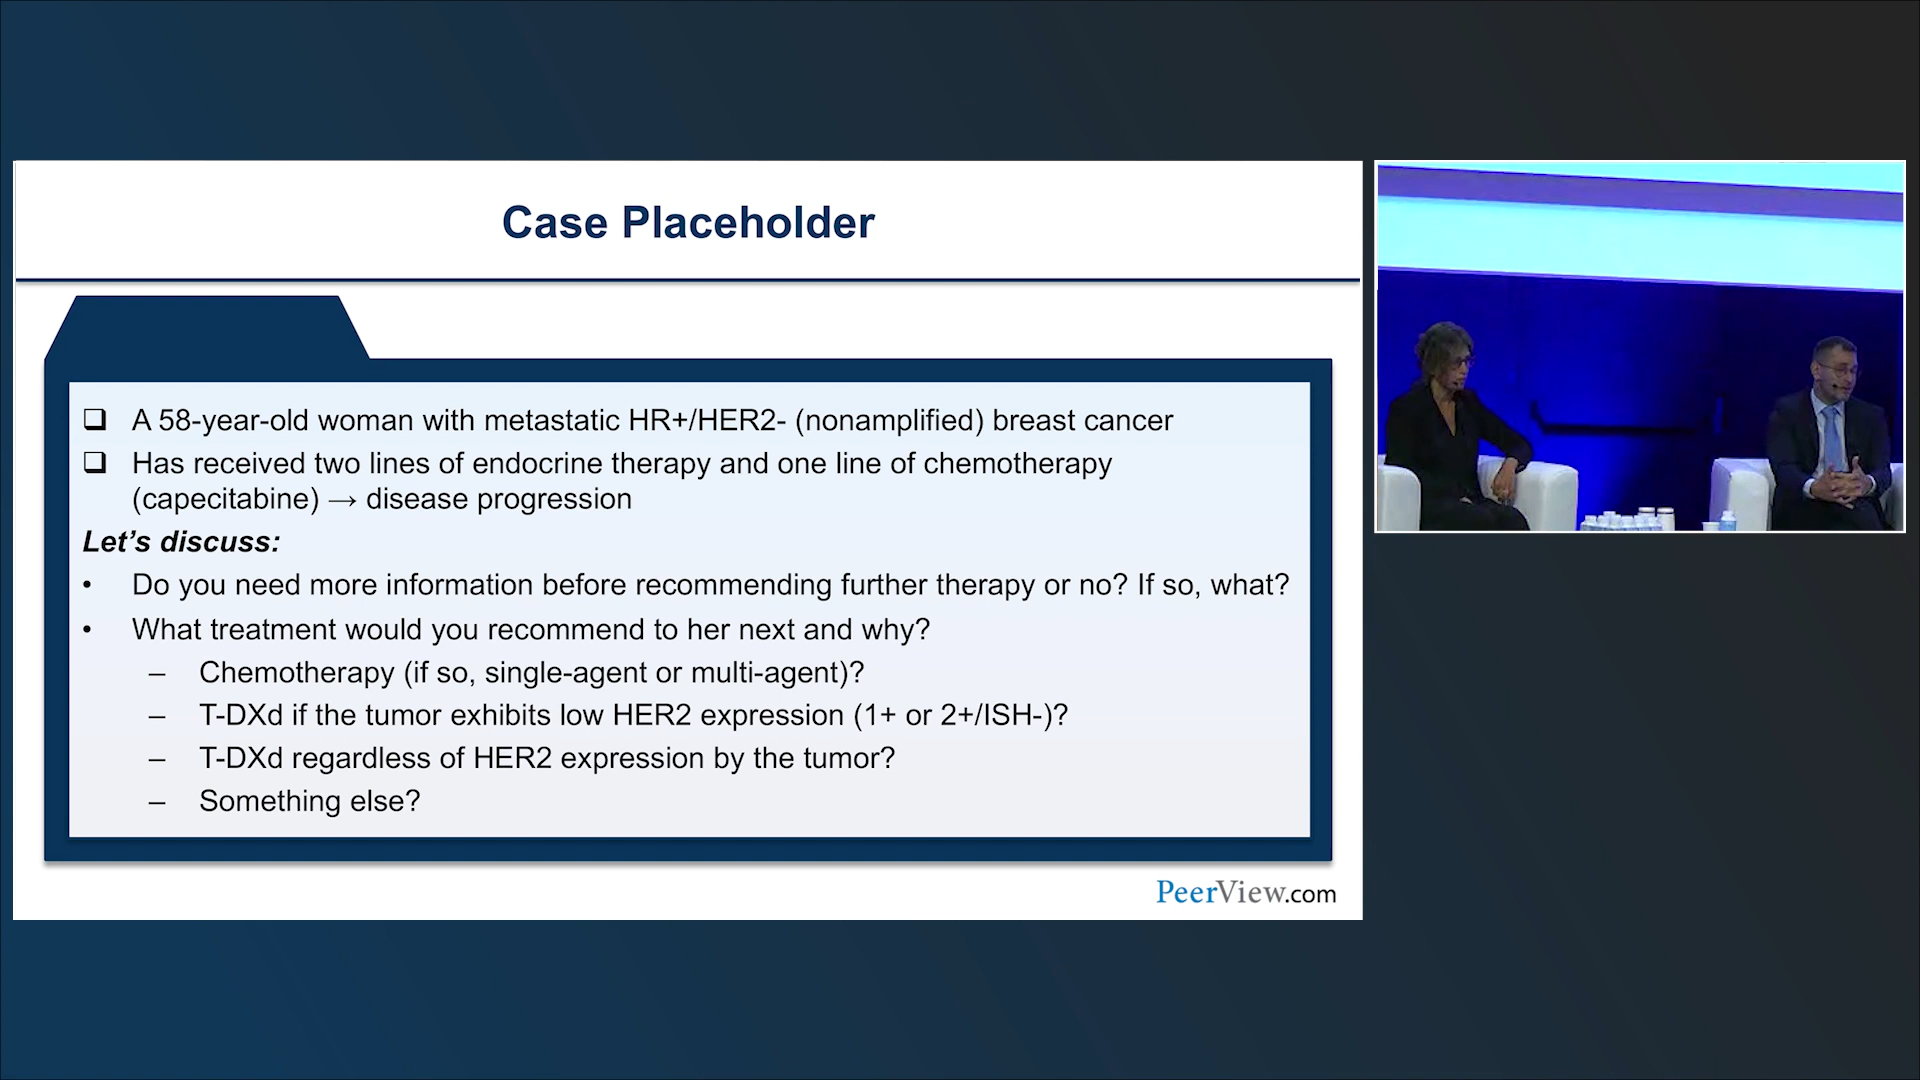 Case Placeholder
❑ A 58-year-old woman with metastatic HR+/HER2- (nonamplified) breast cancer
❑ Has received two lines of endocrine therapy and one line of chemotherapy
(capecitabine) → disease progression
Let’s discuss:
• Do you need more information before recommending further therapy or no? If so, what?
• What treatment would you recommend to her next and why?
– Chemotherapy (if so, single-agent or multi-agent)?
– T-DXd if the tumor exhibits low HER2 expression (1+ or 2+/ISH-)?
– T-DXd regardless of HER2 expression by the tumor?
– Something else?
PeerView.com